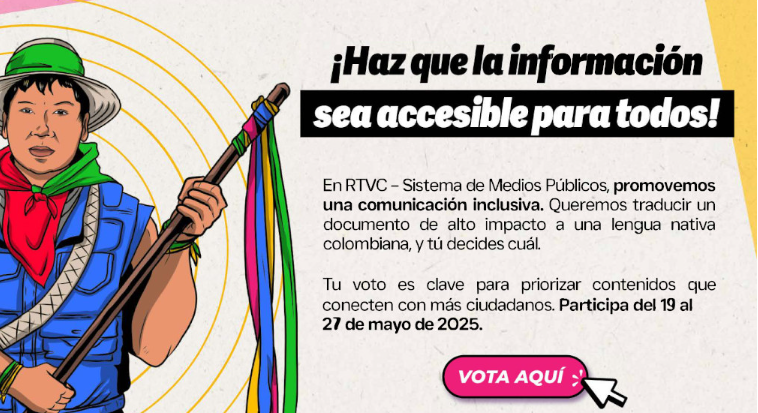 ¡Haz que la información
sea accesible para todos!
En RTVC – Sistema de Medios Públicos, promovemos
una comunicación inclusiva. Queremos traducir un
documento de alto impacto a una lengua nativa
colombiana, y tú decides cuál.
Tu voto es clave para priorizar contenidos que
conecten con más ciudadanos. Participa del 19 al
27 de mayo de 2025.
VOTA AQUÍ